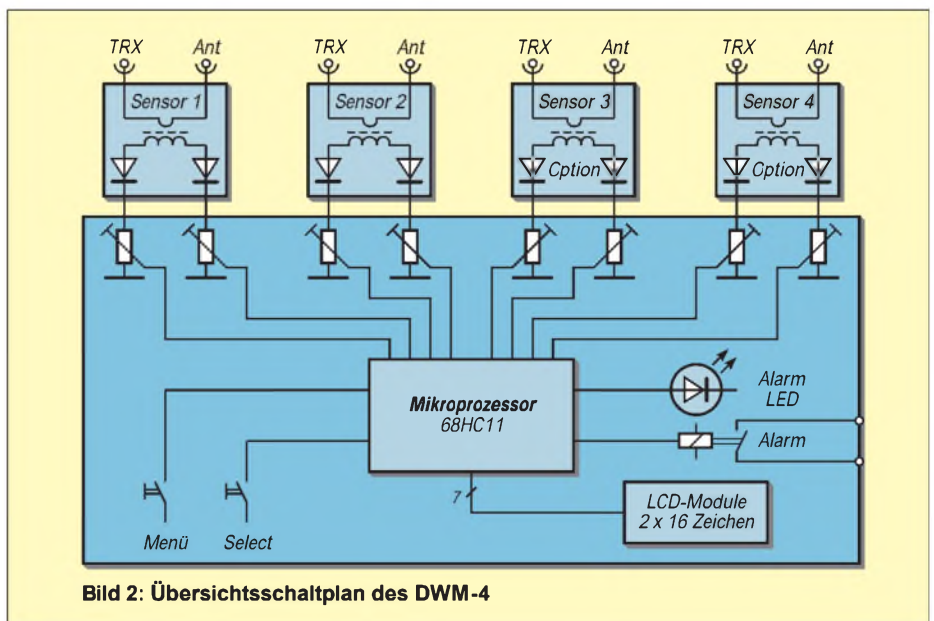 TRX Ant TRX Ant TRX Ant TRX Ant
Sensor 1 Sensor 2 Sensor 3 Sensor 4
Cption Cption
Mikroprozessor
68HC11
Alarm
LED
Alarm
7
LCD-Module
2 x 16 Zeichen
Menü Select
Bild 2: Übersichtsschaltplan des DWM-4